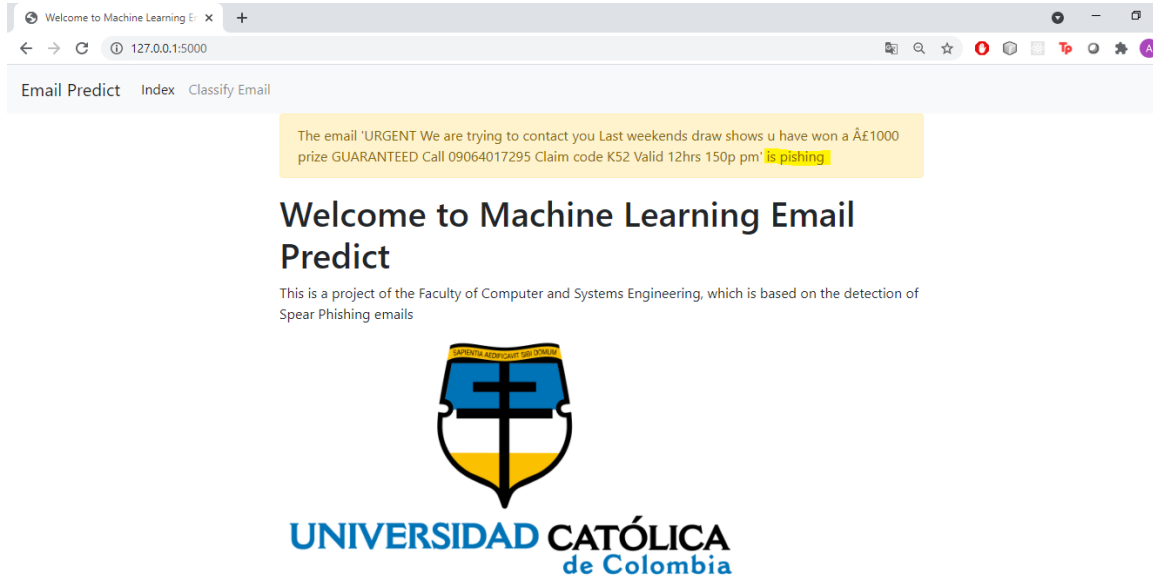 Welcome to Machine Learning Er
127.0.0.1:5000
Tp
A
Email Predict Index Classify Email
The email 'URGENT We are trying to contact you Last weekends draw shows u have won a Â£1000
prize GUARANTEED Call 09064017295 Claim code K52 Valid 12hrs 150p pm' is pishing
Welcome to Machine Learning Email
Predict
This is a project of the Faculty of Computer and Systems Engineering, which is based on the detection of
Spear Phishing emails
SAPIENTIA AEDIFICAVIT SIBI DOMUM
UNIVERSIDAD CATÓLICA
de Colombia